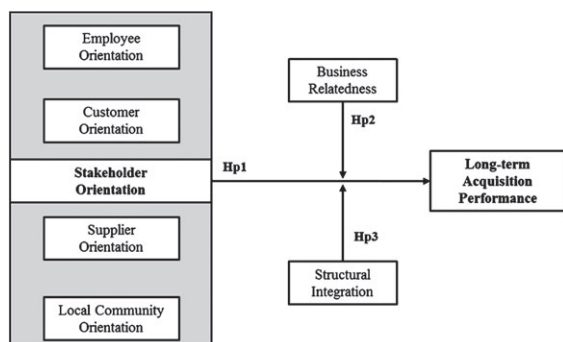 Employee
Orientation
Customer
Orientation
Stakeholder
Orientation
Supplier
Orientation
Local Community
Orientation
Hp1
Business
Relatedness
Hp2
Hp3
Structural
Integration
Long-term
Acquisition
Performance